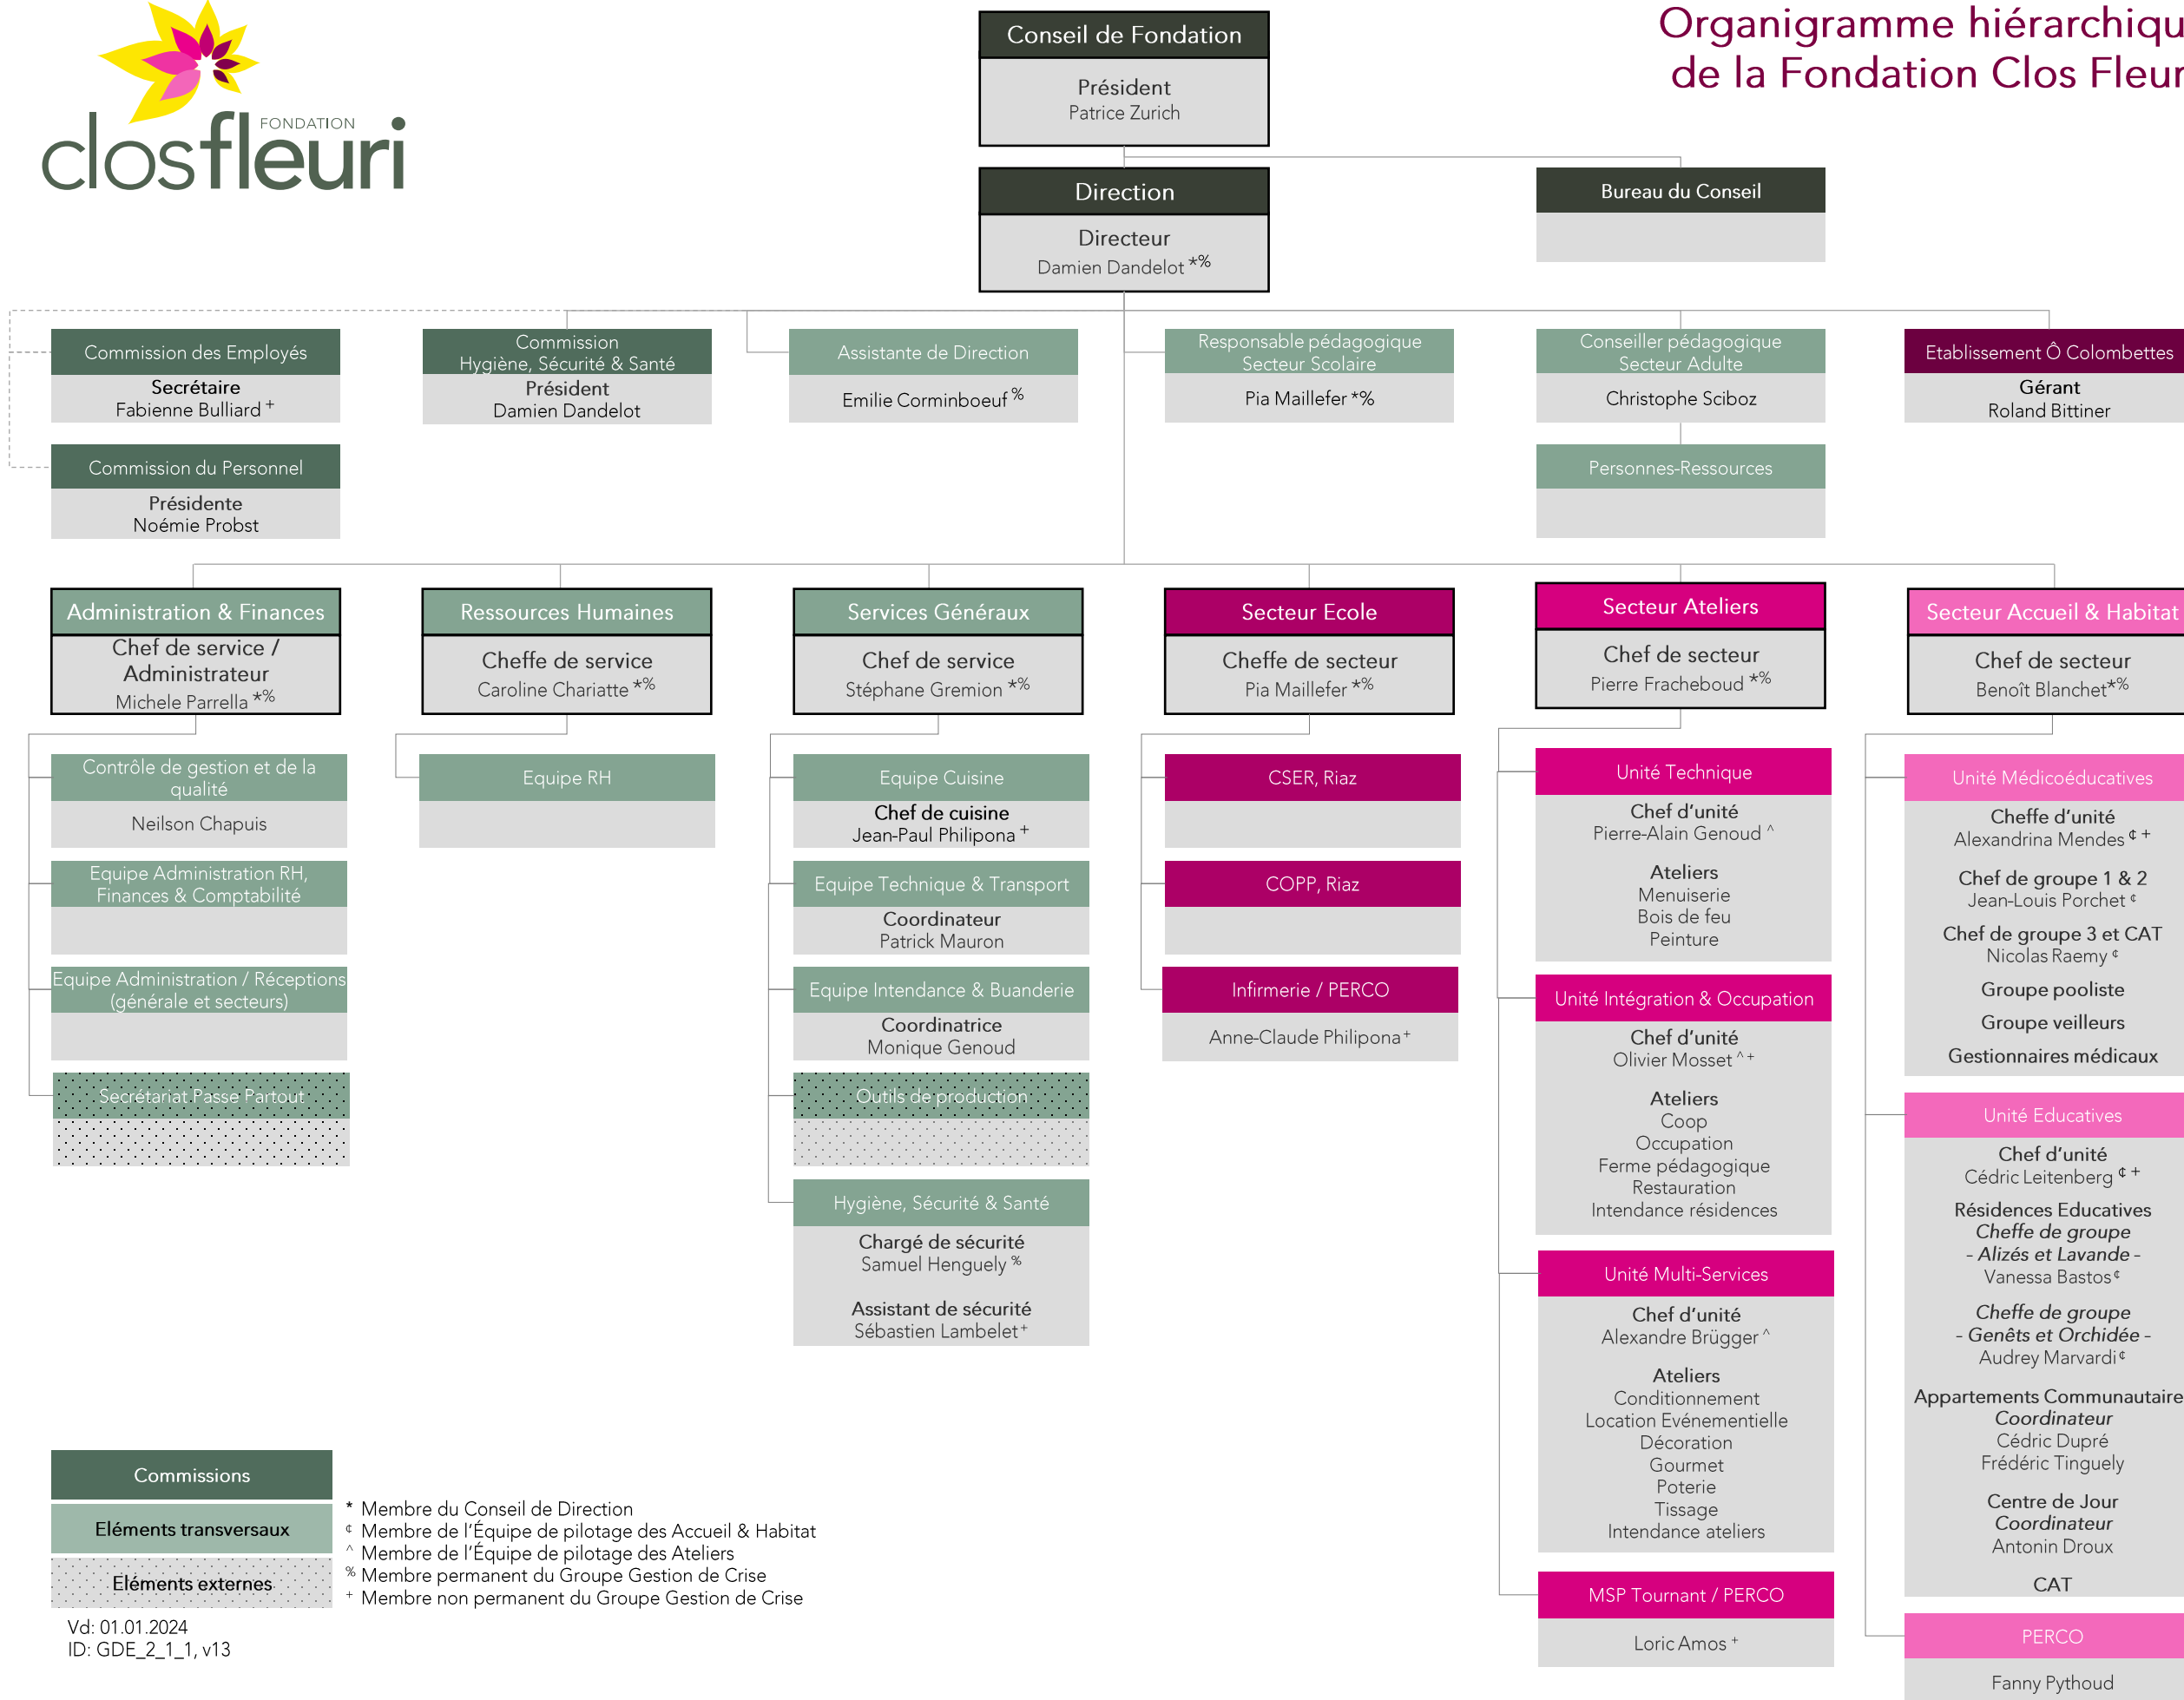 FONDATION
closfleuri
Organigramme hiérarchiqu
de la Fondation Clos Fleur
Conseil de Fondation
Président
Patrice Zurich
Direction
Directeur
Damien Dandelot *%
Bureau du Conseil
Commission des Employés
Secrétaire
Fabienne Bulliard +
Commission
Hygiène, Sécurité & Santé
Président
Damien Dandelot
Assistante de Direction
Emilie Corminboeuf %
Responsable pédagogique
Secteur Scolaire
Pia Maillefer *%
Conseiller pédagogique
Secteur Adulte
Christophe Sciboz
Etablissement Ô Colombettes
Gérant
Roland Bittiner
Commission du Personnel
Présidente
Noémie Probst
Personnes-Ressources
Administration & Finances
Chef de service /
Administrateur
Michele Parrella *%
Contrôle de gestion et de la
qualité
Neilson Chapuis
Equipe Administration RH,
Finances & Comptabilité
Equipe Administration / Réceptions
(générale et secteurs)
Secrétariat Passe Partout
Ressources Humaines
Cheffe de service
Caroline Chariatte *%
Equipe RH
Services Généraux
Chef de service
Stéphane Gremion *%
Equipe Cuisine
Chef de cuisine
Jean-Paul Philipona +
Equipe Technique & Transport
Coordinateur
Patrick Mauron
Equipe Intendance & Buanderie
Coordinatrice
Monique Genoud
Outils de production
Hygiène, Sécurité & Santé
Chargé de sécurité
Samuel Henguely %
Assistant de sécurité
Sébastien Lambelet +
Secteur Ecole
Cheffe de secteur
Pia Maillefer *%
CSER, Riaz
COPP, Riaz
Infirmerie / PERCO
Anne-Claude Philipona +
Secteur Ateliers
Chef de secteur
Pierre Fracheboud *%
Unité Technique
Chef d’unité
Pierre-Alain Genoud ^
Ateliers
Menuiserie
Bois de feu
Peinture
Unité Intégration & Occupation
Chef d’unité
Olivier Mosset ^ +
Ateliers
Coop
Occupation
Ferme pédagogique
Restauration
Intendance résidences
Unité Multi-Services
Chef d’unité
Alexandre Brügger ^
Ateliers
Conditionnement
Location Evénementielle
Décoration
Gourmet
Poterie
Tissage
Intendance ateliers
MSP Tournant / PERCO
Loric Amos +
Secteur Accueil & Habitat
Chef de secteur
Benoît Blanchet*%
Unité Médicoéducatives
Cheffe d’unité
Alexandrina Mendes ¢ +
Chef de groupe 1 & 2
Jean-Louis Porchet ¢
Chef de groupe 3 et CAT
Nicolas Raemy ¢
Groupe pooliste
Groupe veilleurs
Gestionnaires médicaux
Unité Educatives
Chef d’unité
Cédric Leitenberg ¢ +
Résidences Educatives
Cheffe de groupe
- Alizés et Lavande -
Vanessa Bastos ¢
Cheffe de groupe
- Genêts et Orchidée -
Audrey Marvardi ¢
Appartements Communautaire
Coordinateur
Cédric Dupré
Frédéric Tinguely
Centre de Jour
Coordinateur
Antonin Droux
CAT
PERCO
Fanny Pythoud
Commissions
Eléments transversaux
Eléments externes
* Membre du Conseil de Direction
¢ Membre de l’Équipe de pilotage des Accueil & Habitat
^ Membre de l’Équipe de pilotage des Ateliers
% Membre permanent du Groupe Gestion de Crise
+ Membre non permanent du Groupe Gestion de Crise
Vd: 01.01.2024
ID: GDE_2_1_1, v13